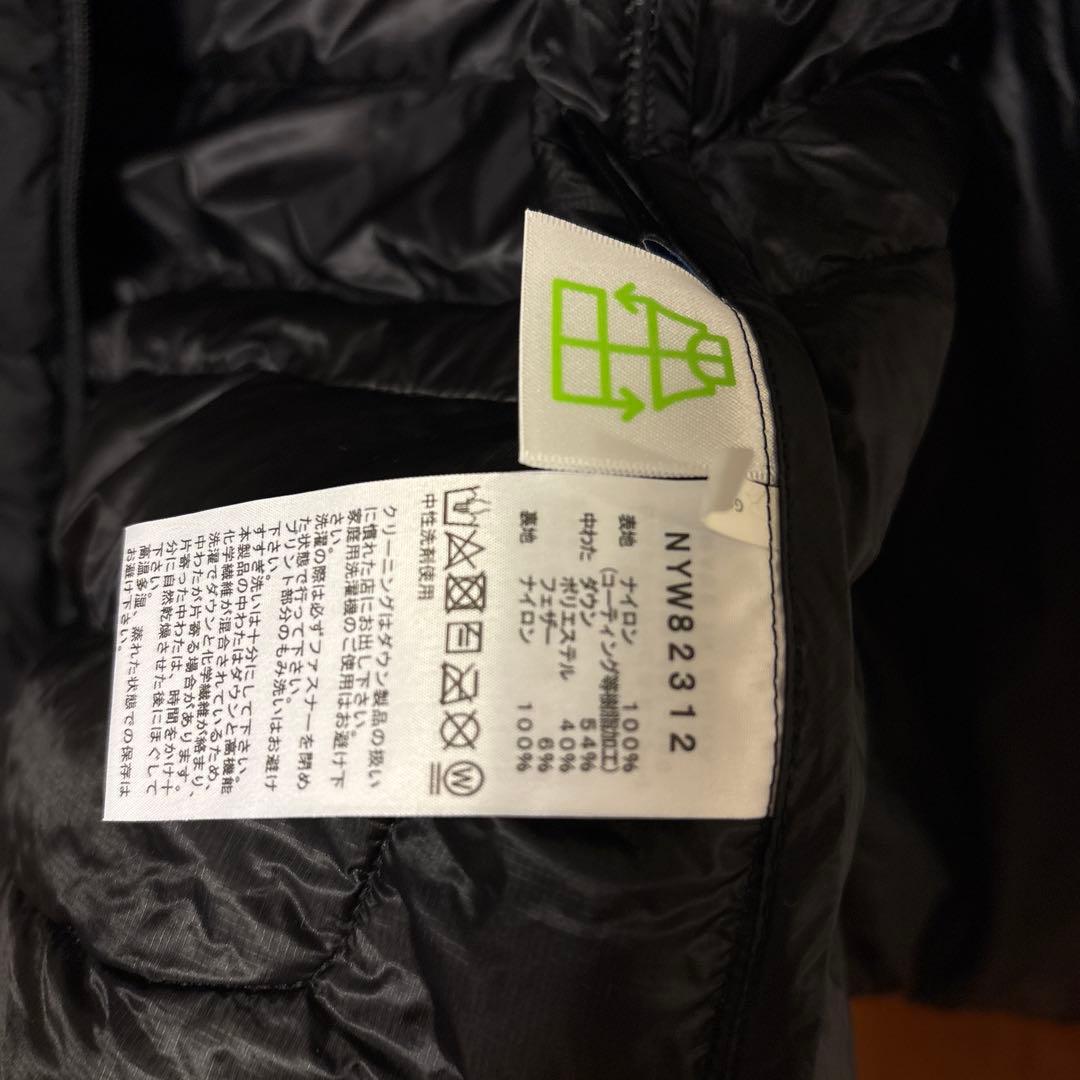 NYW82312
表地 ナイロン 100%
(コーティング等樹脂加工)
中わた ダウン 54%
ポリエステル 40%
フェザー 6%
裏地 ナイロン 100%
W
中性洗剤使用
クリーニングはダウン製品の扱い
に慣れた店にお出し下さい。
家庭用洗濯機のご使用はお避け下
さい。
洗濯の際は必ずファスナーを閉め
た状態で行って下さい。
プリント部分のもみ洗いはお避け
下さい。
すすぎ洗いは十分にして下さい。
本製品の中わたはダウンと高機能
化学繊維が混合されているため、
洗濯でダウンと化学繊維が絡まり、
中わたが片寄る場合があります。
片寄った中わたは、時間をかけ十
分に自然乾燥させた後にほぐして
下さい。
高温多湿、蒸れた状態での保存は
お避け下さい。